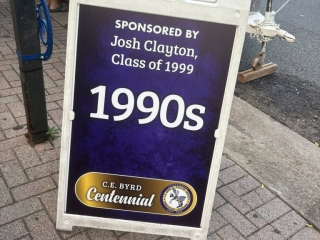 SPONSORED BY
Josh Clayton,
Class of 1999
1990s
C.E. BYRD
Centennial